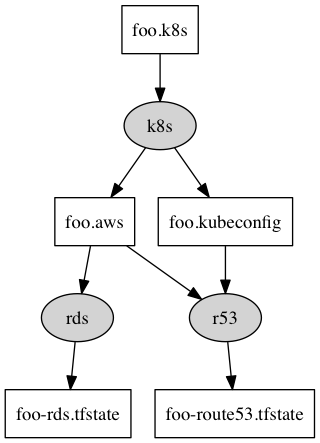 foo.k8s
k8s
foo.aws
foo.kubeconfig
rds
r53
foo-rds.tfstate
foo-route53.tfstate